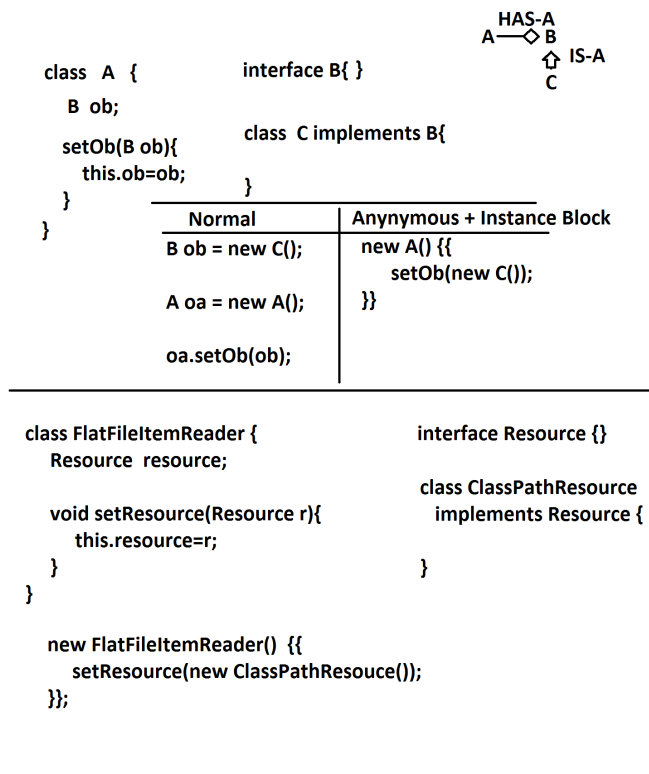 HAS-A
A B
IS-A
C
class A {
B ob;
setOb(B ob){
this.ob=ob;
}
}
interface B{ }
class C implements B{
}
Normal
Anynymous + Instance Block
B ob = new C();
A oa = new A();
oa.setOb(ob);
new A() {{
setOb(new C());
}}
class FlatFileItemReader {
Resource resource;
void setResource(Resource r){
this.resource=r;
}
}
interface Resource {}
class ClassPathResource
implements Resource {
}
new FlatFileItemReader() {{
setResource(new ClassPathResouce());
}};